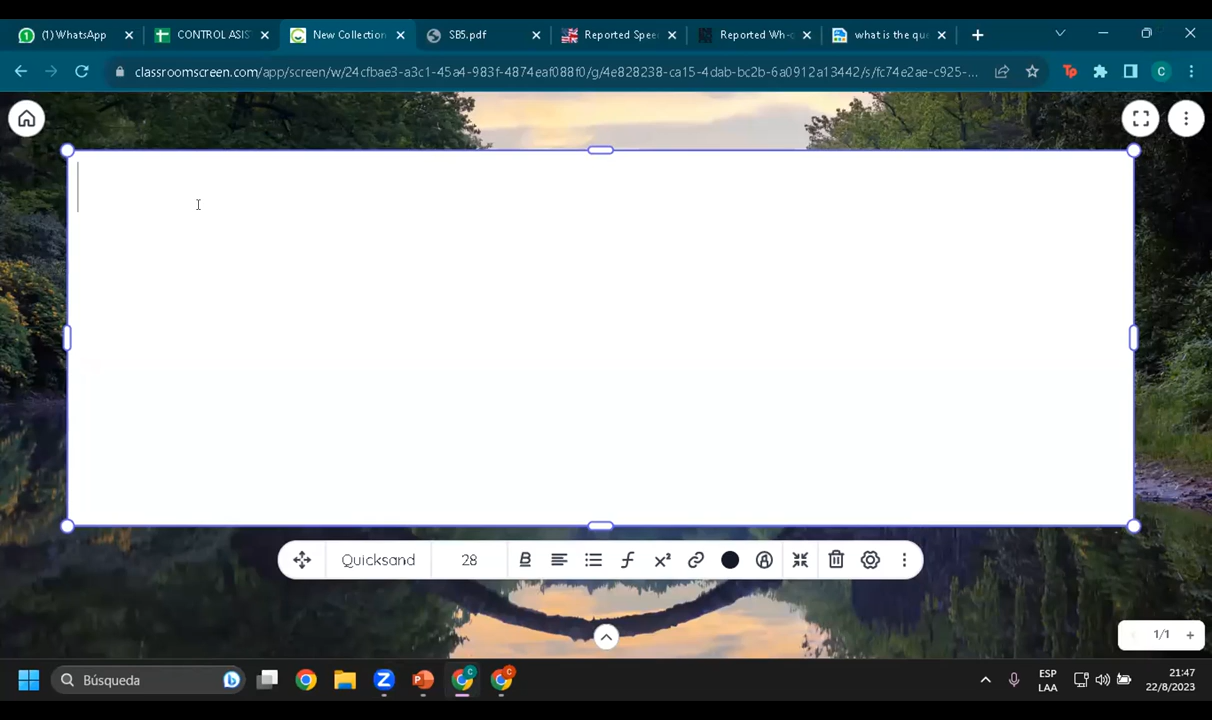 (1) WhatsApp
CONTROL ASIS
New Collection
SB5.pdf
Reported Spee
Reported Wh-
what is the qu
classroomscreen.com/app/screen/w/24cfbae3-a3c1-45a4-983f-4874eaf088f0/g/4e828238-ca15-4dab-bc2b-6a0912a13442/s/fc74e2ae-c925-...
Quicksand
28
1/1
Búsqueda
ESP
LAA
21:47
22/8/2023